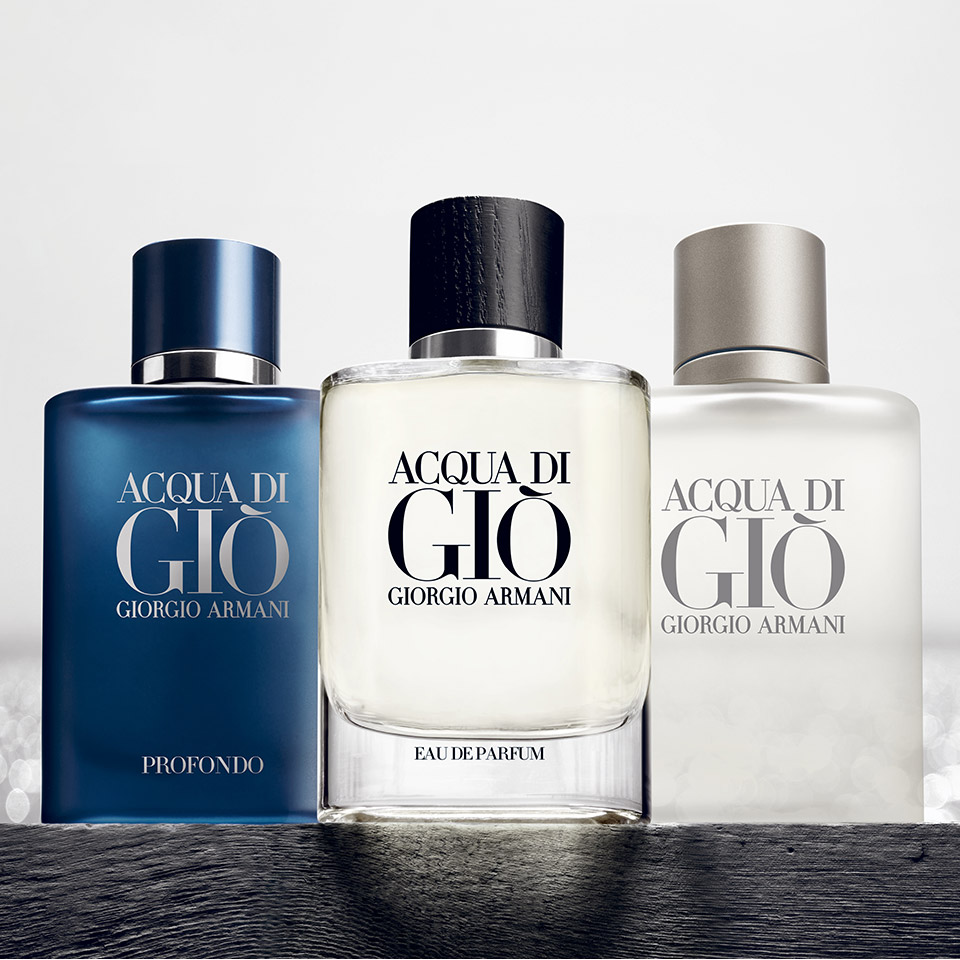 ACQUA DI
GIÒ
GIORGIO ARMANI
PROFONDO
ACQUA DI
GIÒ
GIORGIO ARMANI
EAU DE PARFUM
ACQUA DI
GIÒ
GIORGIO ARMANI